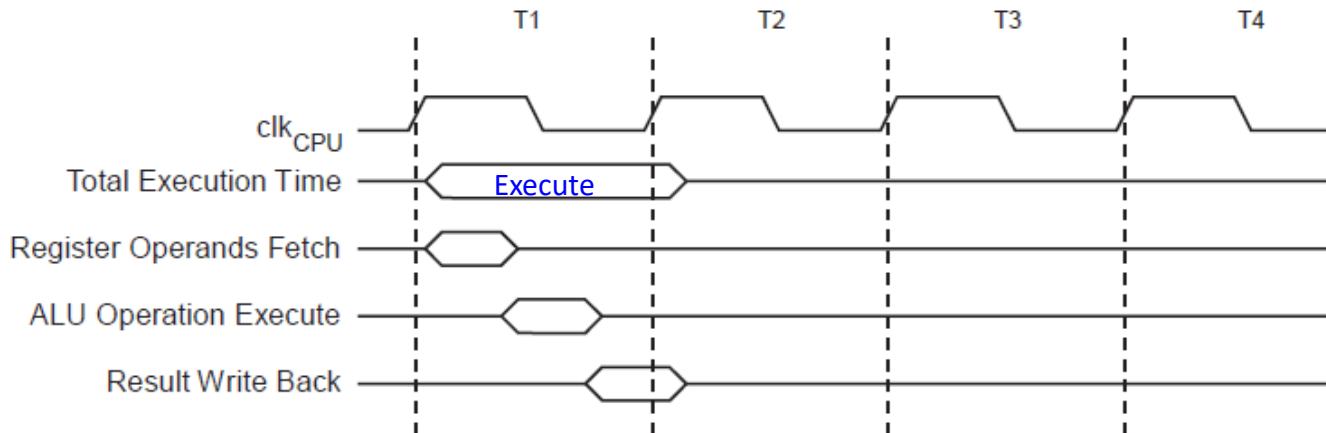 T1 T2 T3 T4
clkCPU
Total Execution Time Execute
Register Operands Fetch
ALU Operation Execute
Result Write Back